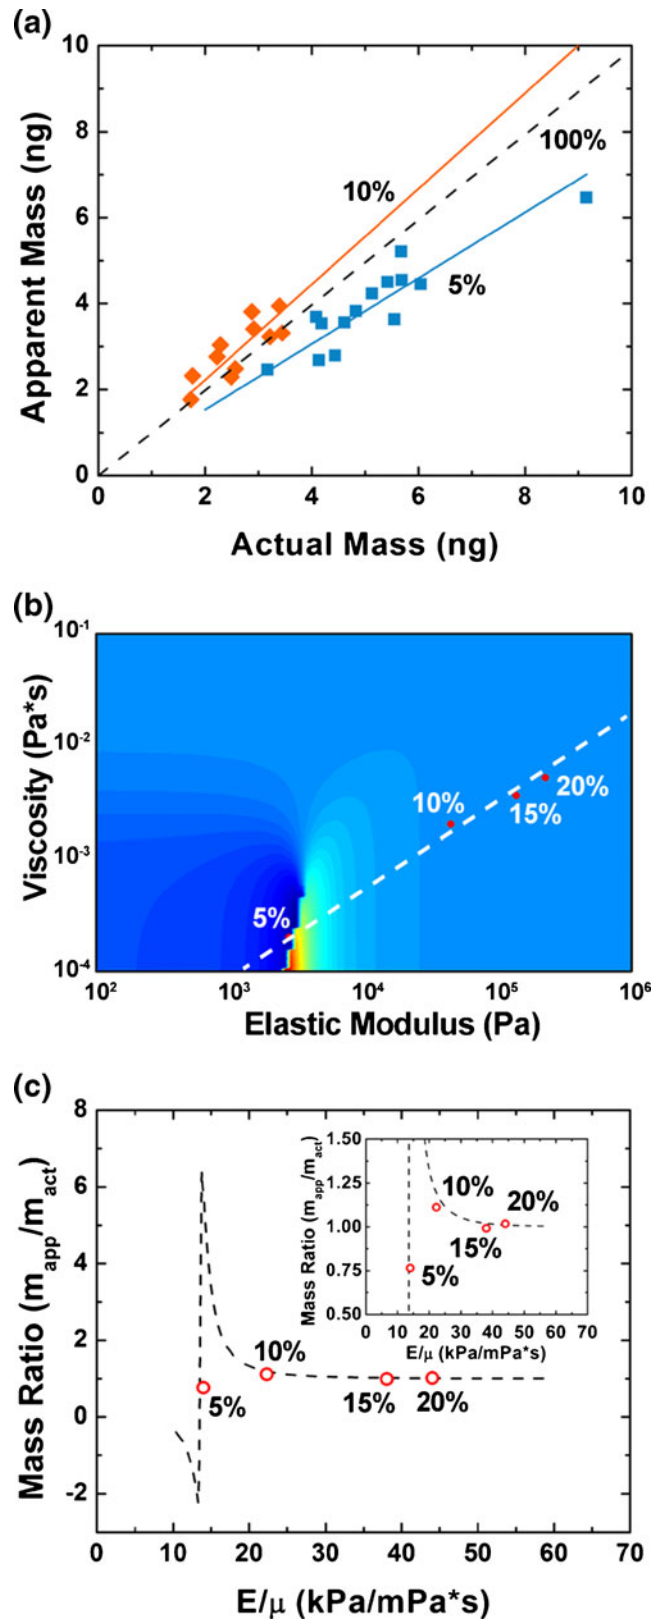 (a)
10
8
6
4
2
0
Apparent Mass (ng)
10%
100%
5%
0 2 4 6 8 10
Actual Mass (ng)
(b)
10⁻¹
10⁻²
10⁻³
10⁻⁴
Viscosity (Pa*s)
5%
10%
15%
20%
10² 10³ 10⁴ 10⁵ 10⁶
Elastic Modulus (Pa)
(c)
8
6
4
2
0
-2
Mass Ratio (m_app/m_act)
5%
10%
15%
20%
1.50
1.25
1.00
0.75
0.50
Mass Ratio (m_app/m_act)
10%
20%
15%
5%
0 10 20 30 40 50 60 70
E/μ (kPa/mPa*s)
0 10 20 30 40 50 60 70
E/μ (kPa/mPa*s)